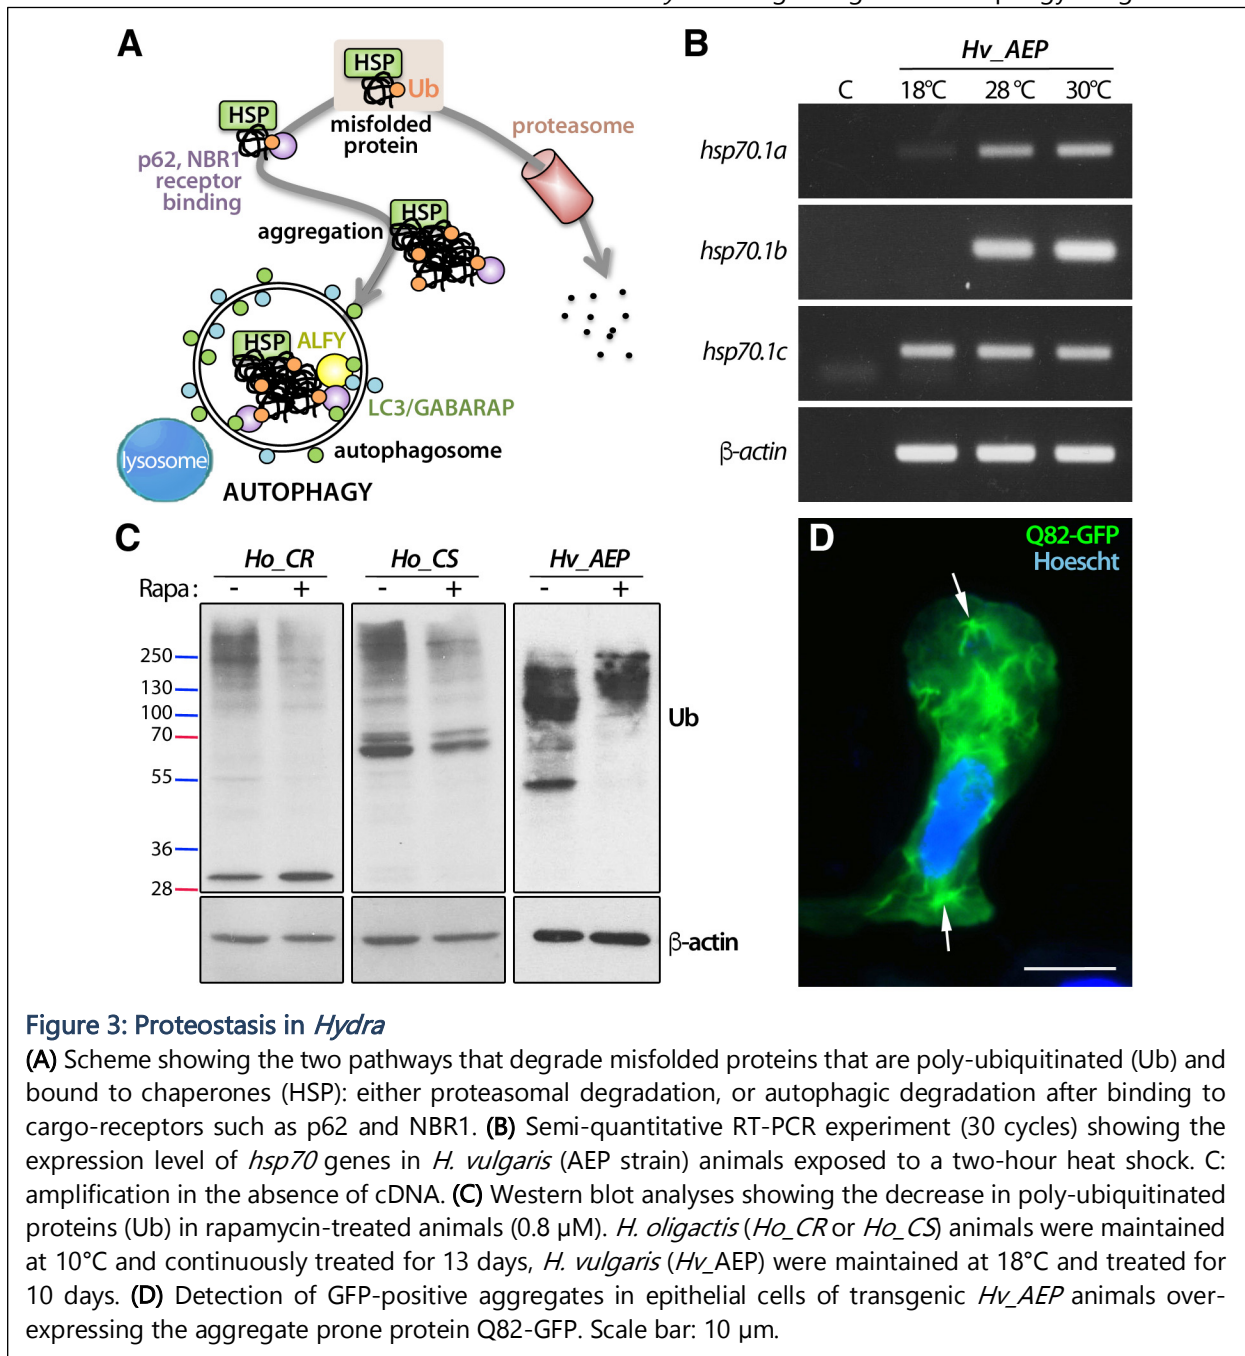 A
HSP
Ub
misfolded
protein
HSP
p62, NBR1
receptor
binding
proteasome
HSP
aggregation
HSP
ALFY
LC3/GABARAP
autophagosome
lysosome
AUTOPHAGY
B
Hv_AEP
C 18°C 28 °C 30°C
hsp70.1a
hsp70.1b
hsp70.1c
β-actin
C
Ho_CR Ho_CS Hv_AEP
Rapa : - + - + - +
250
130
100
70
55
36
28
Ub
β-actin
D
Q82-GFP
Hoescht
Figure 3: Proteostasis in Hydra
(A) Scheme showing the two pathways that degrade misfolded proteins that are poly-ubiquitinated (Ub) and
bound to chaperones (HSP): either proteasomal degradation, or autophagic degradation after binding to
cargo-receptors such as p62 and NBR1. (B) Semi-quantitative RT-PCR experiment (30 cycles) showing the
expression level of hsp70 genes in H. vulgaris (AEP strain) animals exposed to a two-hour heat shock. C:
amplification in the absence of cDNA. (C) Western blot analyses showing the decrease in poly-ubiquitinated
proteins (Ub) in rapamycin-treated animals (0.8 µM). H. oligactis (Ho_CR or Ho_CS) animals were maintained
at 10°C and continuously treated for 13 days, H. vulgaris (Hv_AEP) were maintained at 18°C and treated for
10 days. (D) Detection of GFP-positive aggregates in epithelial cells of transgenic Hv_AEP animals over-
expressing the aggregate prone protein Q82-GFP. Scale bar: 10 µm.